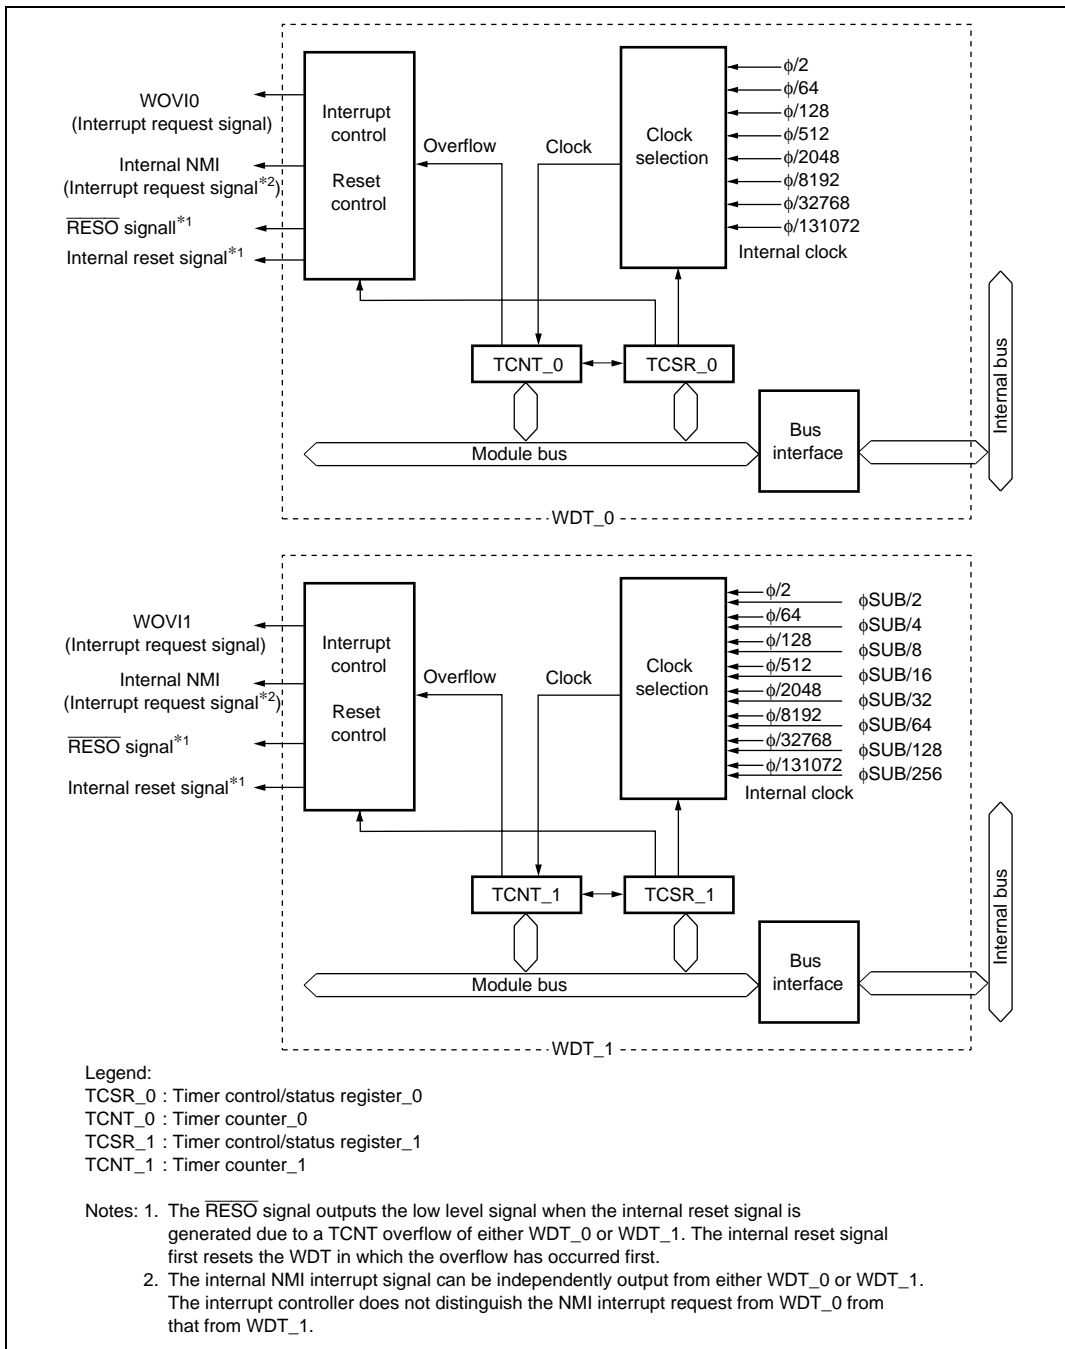 WOVI0
(Interrupt request signal)
Internal NMI
(Interrupt request signal*2)
RESO signall*1
Internal reset signal*1
Interrupt
control
Reset
control
Overflow
Clock
Clock
selection
φ/2
φ/64
φ/128
φ/512
φ/2048
φ/8192
φ/32768
φ/131072
Internal clock
TCNT_0
TCSR_0
Module bus
Bus
interface
Internal bus
WDT_0
WOVI1
(Interrupt request signal)
Internal NMI
(Interrupt request signal*2)
RESO signal*1
Internal reset signal*1
Interrupt
control
Reset
control
Overflow
Clock
Clock
selection
φ/2
φSUB/2
φ/64
φSUB/4
φ/128
φSUB/8
φ/512
φSUB/16
φ/2048
φSUB/32
φ/8192
φSUB/64
φ/32768
φSUB/128
φ/131072
φSUB/256
Internal clock
TCNT_1
TCSR_1
Module bus
Bus
interface
Internal bus
WDT_1
Legend:
TCSR_0 : Timer control/status register_0
TCNT_0 : Timer counter_0
TCSR_1 : Timer control/status register_1
TCNT_1 : Timer counter_1
Notes: 1. The RESO signal outputs the low level signal when the internal reset signal is
generated due to a TCNT overflow of either WDT_0 or WDT_1. The internal reset signal
first resets the WDT in which the overflow has occurred first.
2. The internal NMI interrupt signal can be independently output from either WDT_0 or WDT_1.
The interrupt controller does not distinguish the NMI interrupt request from WDT_0 from
that from WDT_1.